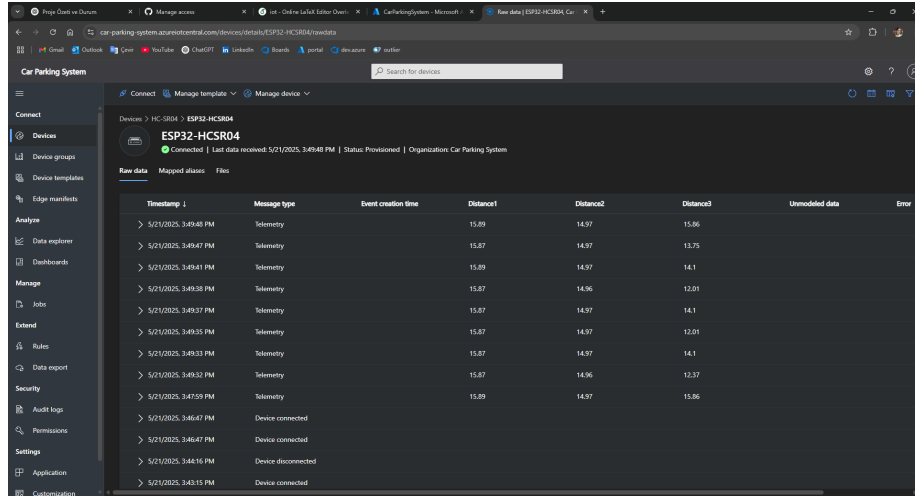 Proje Özeti ve Durum
Manage access
iot - Online LaTeX Editor Overle
CarParkingSystem - Microsoft
Raw data | ESP32-HCSR04, Car
car-parking-system.azureiotcentral.com/devices/details/ESP32-HCSR04/rawdata
Gmail Outlook Çevir YouTube ChatGPT LinkedIn Boards portal dev.azure outlier
Car Parking System
Search for devices
Connect Manage template Manage device
Connect
Devices
Device groups
Device templates
Edge manifests
Analyze
Data explorer
Dashboards
Manage
Jobs
Extend
Rules
Data export
Security
Audit logs
Permissions
Settings
Application
Customization
Devices > HC-SR04 > ESP32-HCSR04
ESP32-HCSR04
Connected | Last data received: 5/21/2025, 3:49:48 PM | Status: Provisioned | Organization: Car Parking System
Raw data Mapped aliases Files
Timestamp ↓ Message type Event creation time Distance1 Distance2 Distance3 Unmodeled data Error
5/21/2025, 3:49:48 PM Telemetry 15.89 14.97 15.86
5/21/2025, 3:49:47 PM Telemetry 15.87 14.97 13.75
5/21/2025, 3:49:41 PM Telemetry 15.89 14.97 14.1
5/21/2025, 3:49:38 PM Telemetry 15.87 14.96 12.01
5/21/2025, 3:49:37 PM Telemetry 15.87 14.97 14.1
5/21/2025, 3:49:35 PM Telemetry 15.87 14.97 12.01
5/21/2025, 3:49:33 PM Telemetry 15.87 14.97 14.1
5/21/2025, 3:49:32 PM Telemetry 15.87 14.96 12.37
5/21/2025, 3:47:59 PM Telemetry 15.89 14.97 15.86
5/21/2025, 3:46:47 PM Device connected
5/21/2025, 3:46:47 PM Device connected
5/21/2025, 3:44:16 PM Device disconnected
5/21/2025, 3:43:15 PM Device connected